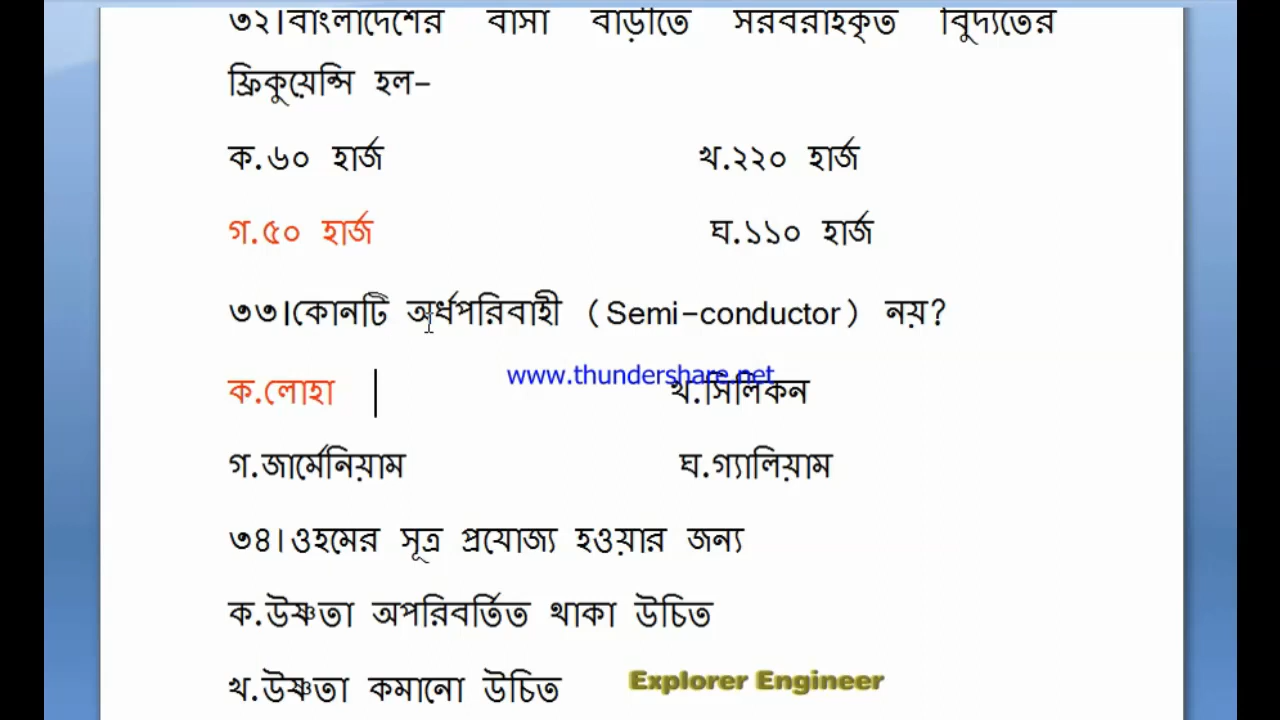 ৩২।বাংলাদেশের বাসা বাড়ীতে সরবরাহকৃত বিুদ্যতের
ফ্রিকুয়েন্সি হল-
ক.৬০ হার্জ খ.২২০ হার্জ
গ.৫০ হার্জ ঘ.১১০ হার্জ
৩৩।কোনটি অর্ধপরিবাহী (Semi-conductor) নয়?
www.thundershare.net
ক.লোহা খ.সিলিকন
গ.জার্মেনিয়াম ঘ.গ্যালিয়াম
৩৪।ওহমের সূত্র প্রযোজ্য হওয়ার জন্য
ক.উষ্ণতা অপরিবর্তিত থাকা উচিত
খ.উষ্ণতা কমানো উচিত
Explorer Engineer